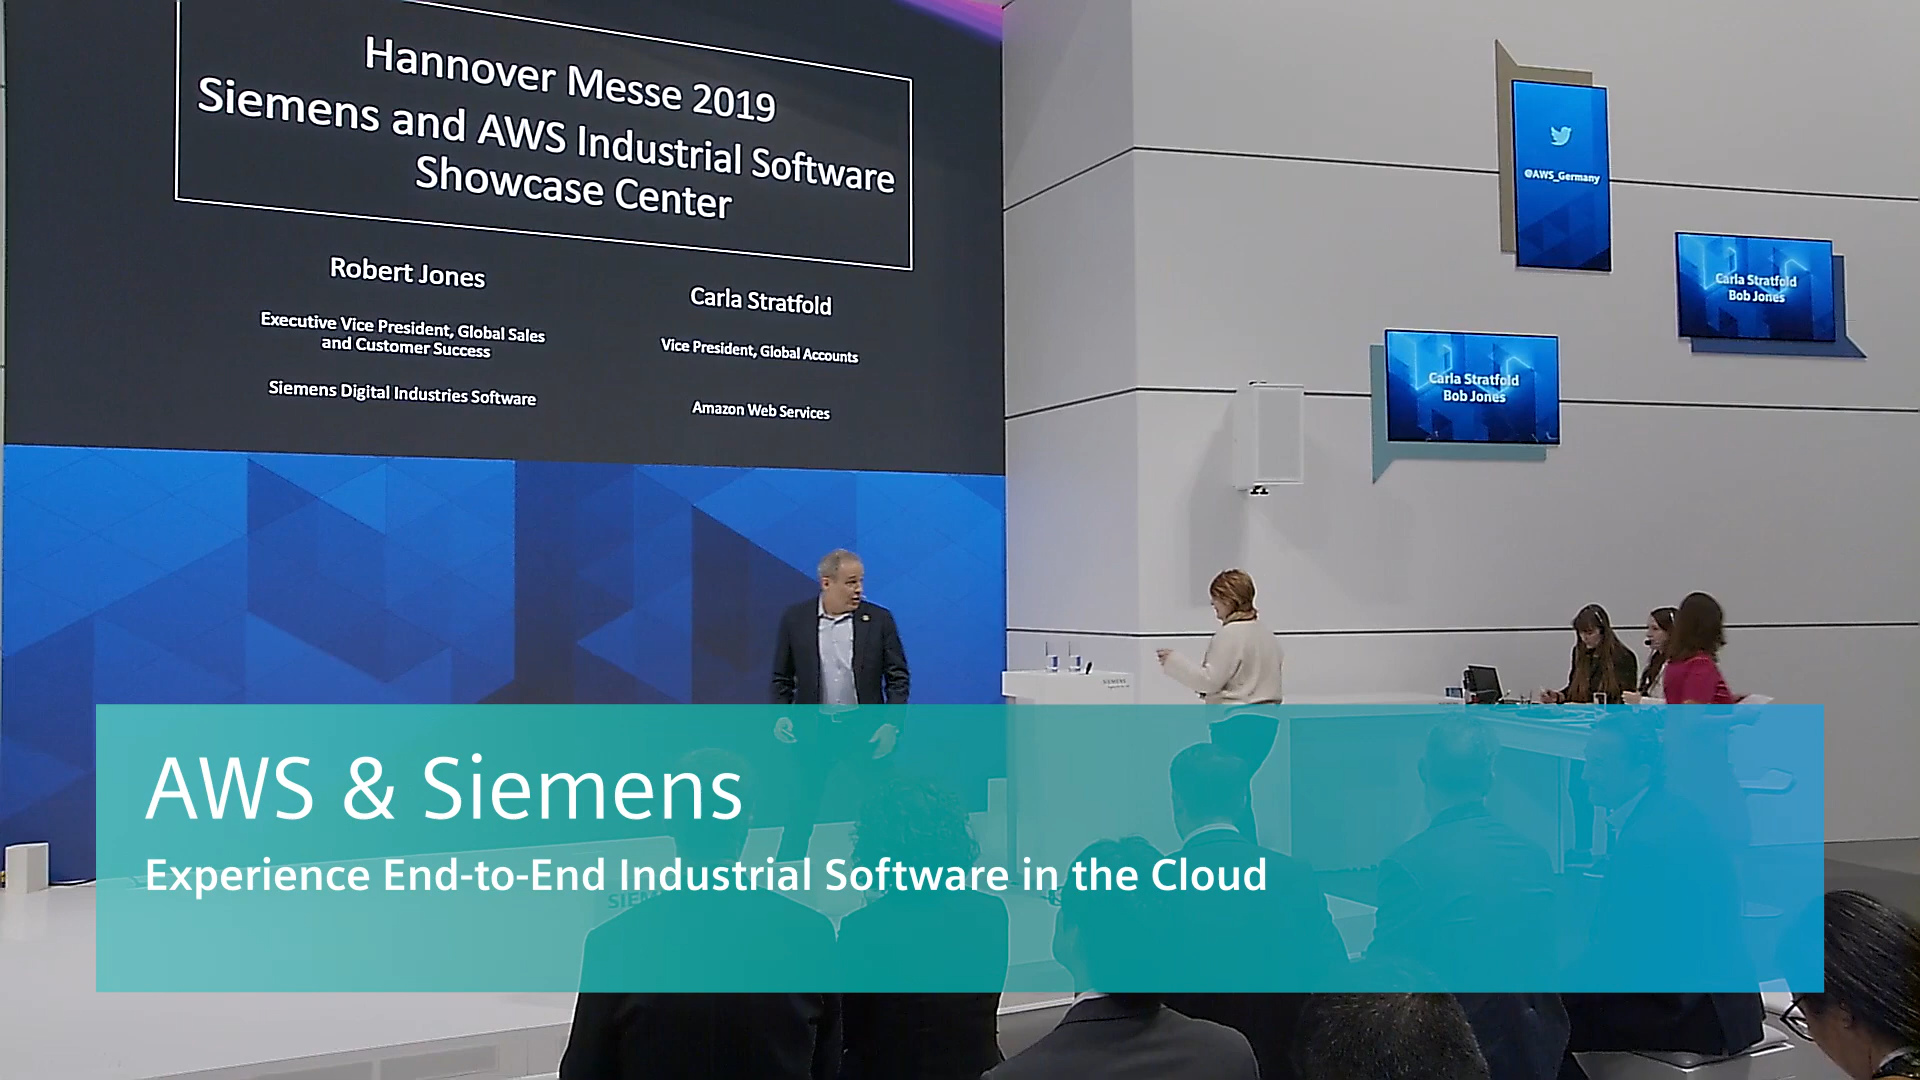 Hannover Messe 2019
Siemens and AWS Industrial Software
Showcase Center
Robert Jones
Executive Vice President, Global Sales
and Customer Success
Siemens Digital Industries Software
Carla Stratfold
Vice President, Global Accounts
Amazon Web Services
@AWS_Germany
Carla Stratfold
Bob Jones
Carla Stratfold
Bob Jones
SIEMENS
AWS & Siemens
Experience End-to-End Industrial Software in the Cloud